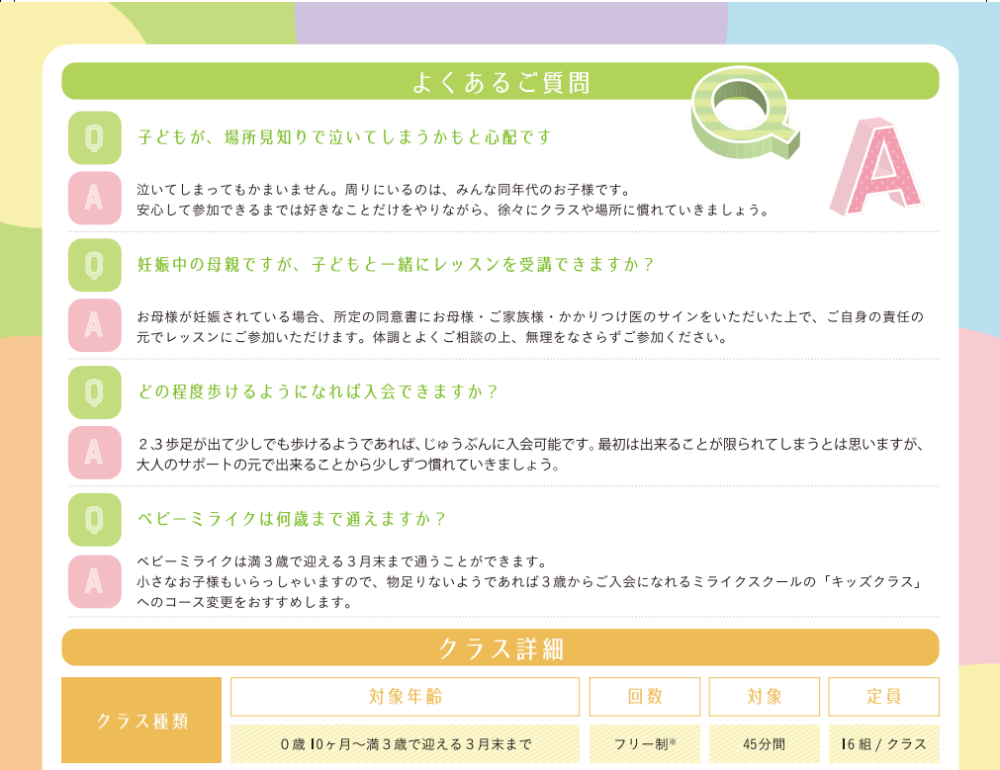 よくあるご質問
Q A
Q 子どもが、場所見知りで泣いてしまうかもと心配です
A 泣いてしまってもかまいません。周りにいるのは、みんな同年代のお子様です。
安心して参加できるまでは好きなことだけをやりながら、徐々にクラスや場所に慣れていきましょう。
Q 妊娠中の母親ですが、子どもと一緒にレッスンを受講できますか？
A お母様が妊娠されている場合、所定の同意書にお母様・ご家族様・かかりつけ医のサインをいただいた上で、ご自身の責任の
元でレッスンにご参加いただけます。体調とよくご相談の上、無理をなさらずご参加ください。
Q どの程度歩けるようになれば入会できますか？
A ２､３歩足が出て少しでも歩けるようであれば、じゅうぶんに入会可能です。最初は出来ることが限られてしまうとは思いますが、
大人のサポートの元で出来ることから少しずつ慣れていきましょう。
Q ベビーミライクは何歳まで通えますか？
A ベビーミライクは満３歳で迎える３月末まで通うことができます。
小さなお子様もいらっしゃいますので、物足りないようであれば３歳からご入会になれるミライクスクールの「キッズクラス」
へのコース変更をおすすめします。
クラス詳細
クラス種類 対象年齢 回数 対象 定員
０歳10ヶ月〜満３歳で迎える３月末まで フリー制※ 45分間 16組 / クラス